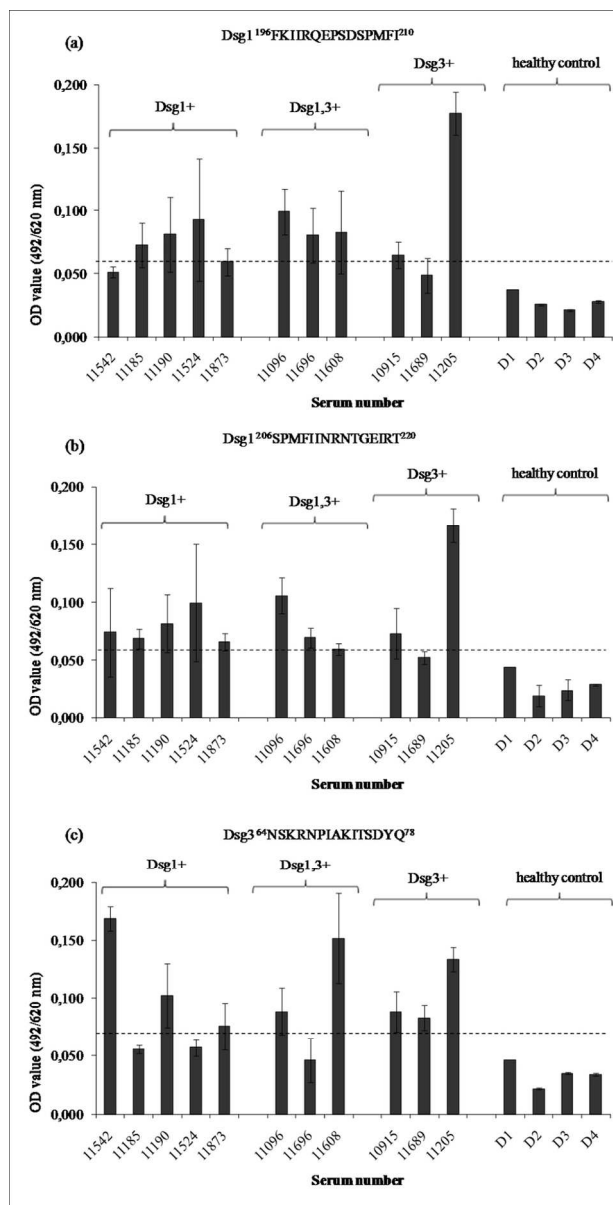 (a)
Dsg1¹⁹⁶FKIIRQEPSDSPMFI²¹⁰
Dsg1+ Dsg1,3+ Dsg3+ healthy control
OD value (492/620 nm)
0,200
0,150
0,100
0,050
0,000
11542 11185 11190 11524 11873 11096 11696 11608 10915 11689 11205 D1 D2 D3 D4
Serum number
(b)
Dsg1²⁰⁶SPMFIINRNTGEIRT²²⁰
Dsg1+ Dsg1,3+ Dsg3+ healthy control
OD value (492/620 nm)
0,200
0,150
0,100
0,050
0,000
11542 11185 11190 11524 11873 11096 11696 11608 10915 11689 11205 D1 D2 D3 D4
Serum number
(c)
Dsg3⁶⁴NSKRNPIAKITSDYQ⁷⁸
Dsg1+ Dsg1,3+ Dsg3+ healthy control
OD value (492/620 nm)
0,200
0,150
0,100
0,050
0,000
11542 11185 11190 11524 11873 11096 11696 11608 10915 11689 11205 D1 D2 D3 D4
Serum number